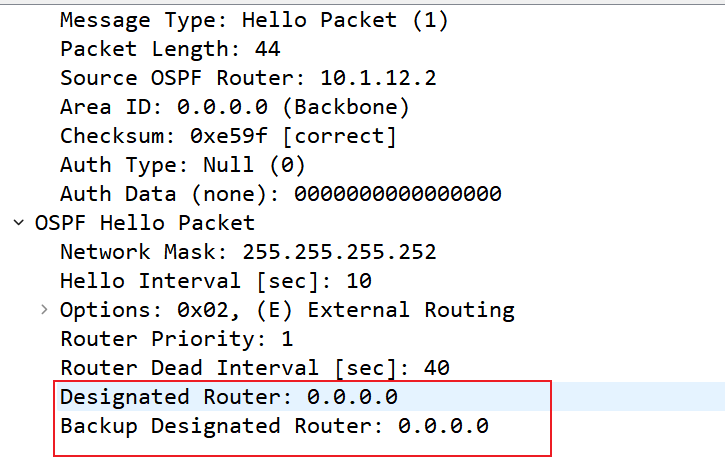 Message Type: Hello Packet (1)
Packet Length: 44
Source OSPF Router: 10.1.12.2
Area ID: 0.0.0.0 (Backbone)
Checksum: 0xe59f [correct]
Auth Type: Null (0)
Auth Data (none): 0000000000000000
OSPF Hello Packet
Network Mask: 255.255.255.252
Hello Interval [sec]: 10
Options: 0x02, (E) External Routing
Router Priority: 1
Router Dead Interval [sec]: 40
Designated Router: 0.0.0.0
Backup Designated Router: 0.0.0.0